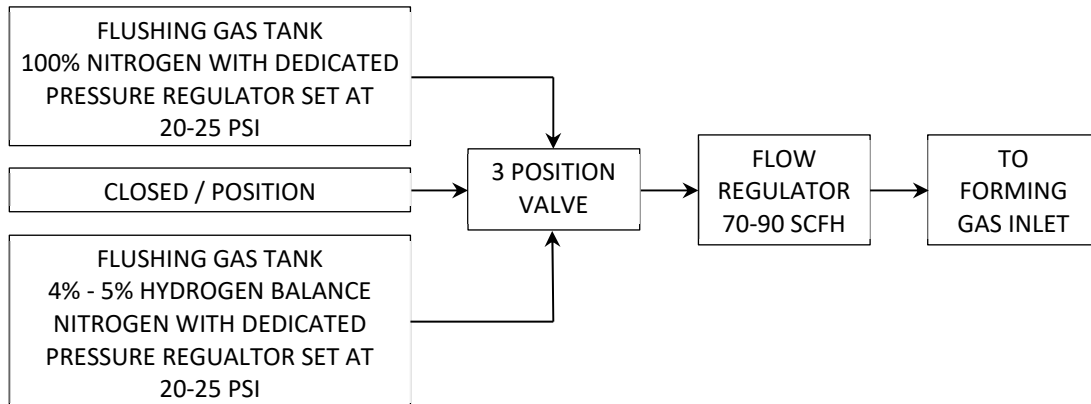 FLUSHING GAS TANK
100% NITROGEN WITH DEDICATED
PRESSURE REGULATOR SET AT
20-25 PSI
CLOSED / POSITION
FLUSHING GAS TANK
4% - 5% HYDROGEN BALANCE
NITROGEN WITH DEDICATED
PRESSURE REGUALTOR SET AT
20-25 PSI
3 POSITION
VALVE
FLOW
REGULATOR
70-90 SCFH
TO
FORMING
GAS INLET